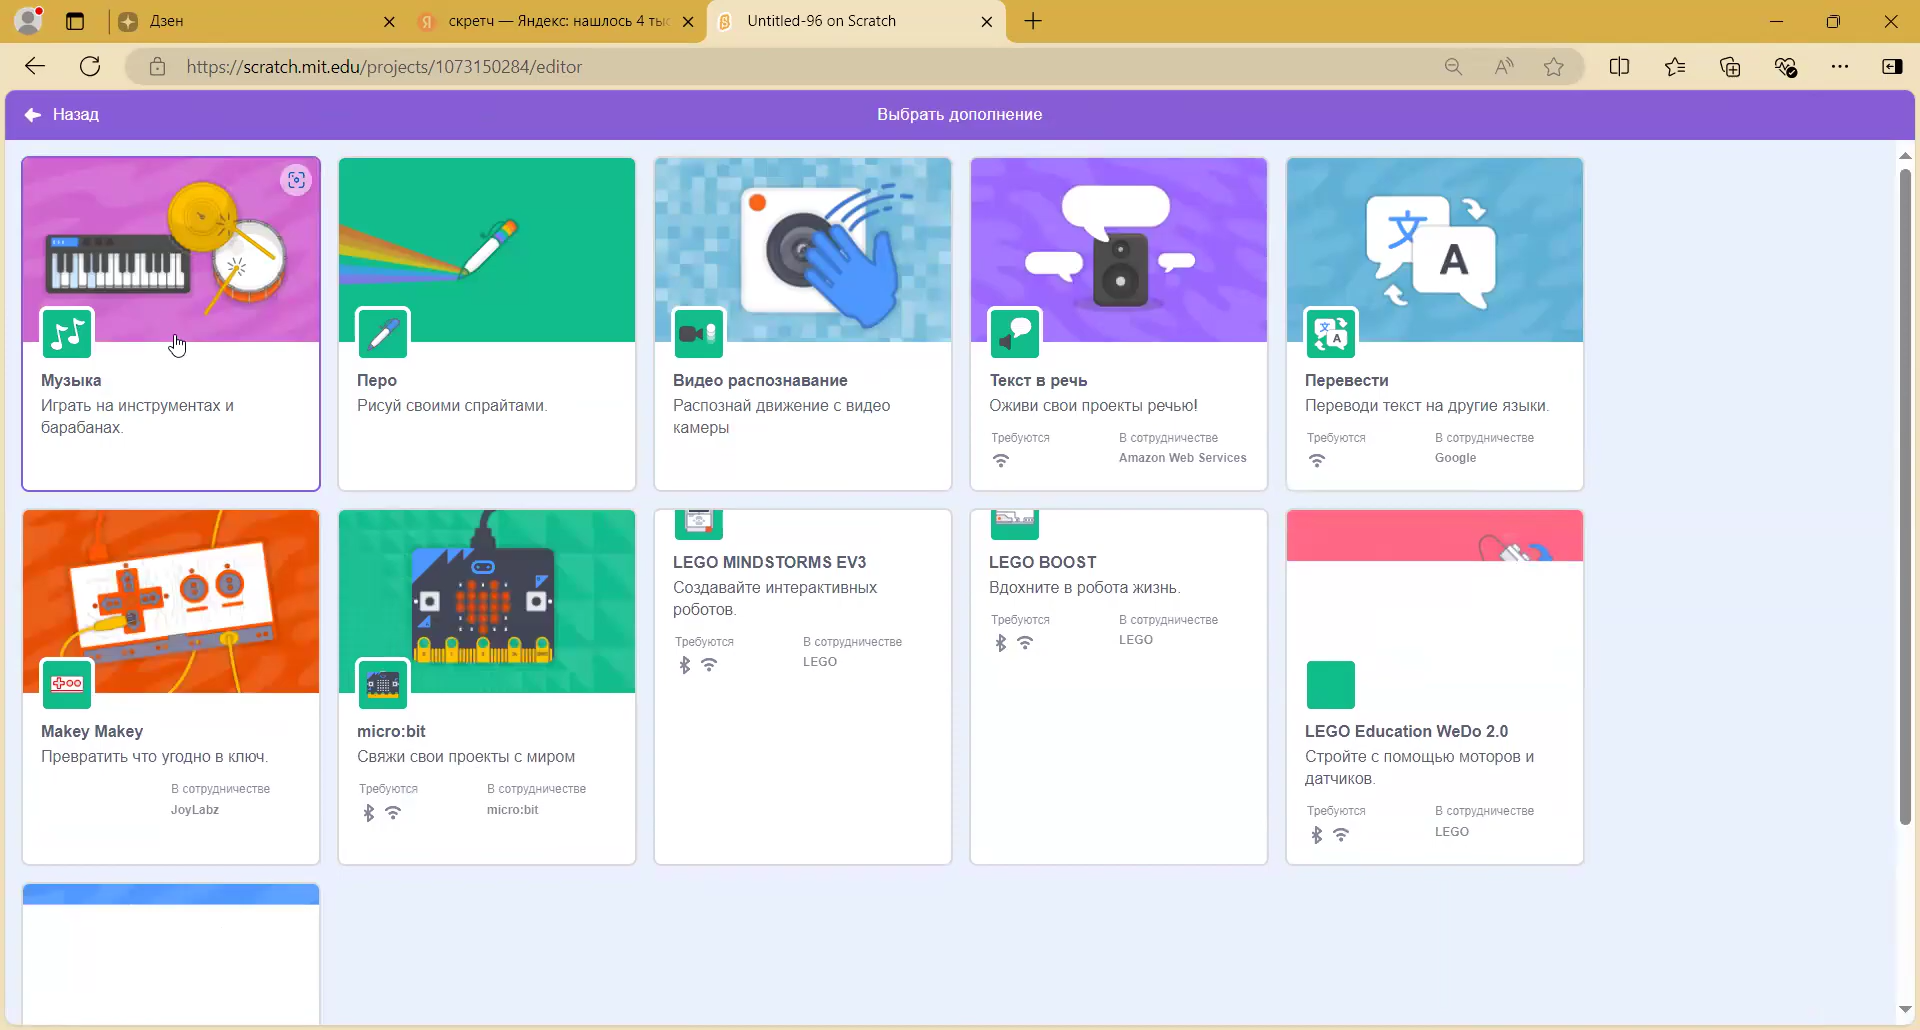 Дзен
скретч — Яндекс: нашлось 4 тыс
Untitled-96 on Scratch
https://scratch.mit.edu/projects/1073150284/editor
Назад
Выбрать дополнение
Музыка
Играть на инструментах и
барабанах.
Перо
Рисуй своими спрайтами.
Видео распознавание
Распознай движение с видео
камеры
Текст в речь
Оживи свои проекты речью!
Требуются
В сотрудничестве
Amazon Web Services
Перевести
Переводи текст на другие языки.
Требуются
В сотрудничестве
Google
Makey Makey
Превратить что угодно в ключ.
В сотрудничестве
JoyLabz
micro:bit
Свяжи свои проекты с миром
Требуются
В сотрудничестве
micro:bit
LEGO MINDSTORMS EV3
Создавайте интерактивных
роботов.
Требуются
В сотрудничестве
LEGO
LEGO BOOST
Вдохните в робота жизнь.
Требуются
В сотрудничестве
LEGO
LEGO Education WeDo 2.0
Стройте с помощью моторов и
датчиков.
Требуются
В сотрудничестве
LEGO